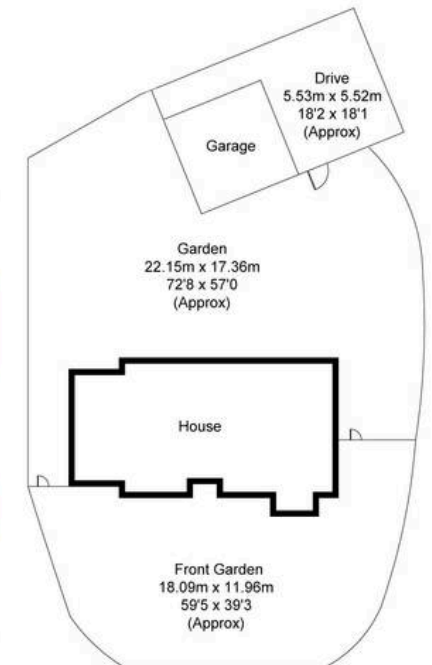 Drive
5.53m x 5.52m
18'2 x 18'1
(Approx)
Garage
Garden
22.15m x 17.36m
72'8 x 57'0
(Approx)
House
Front Garden
18.09m x 11.96m
59'5 x 39'3
(Approx)